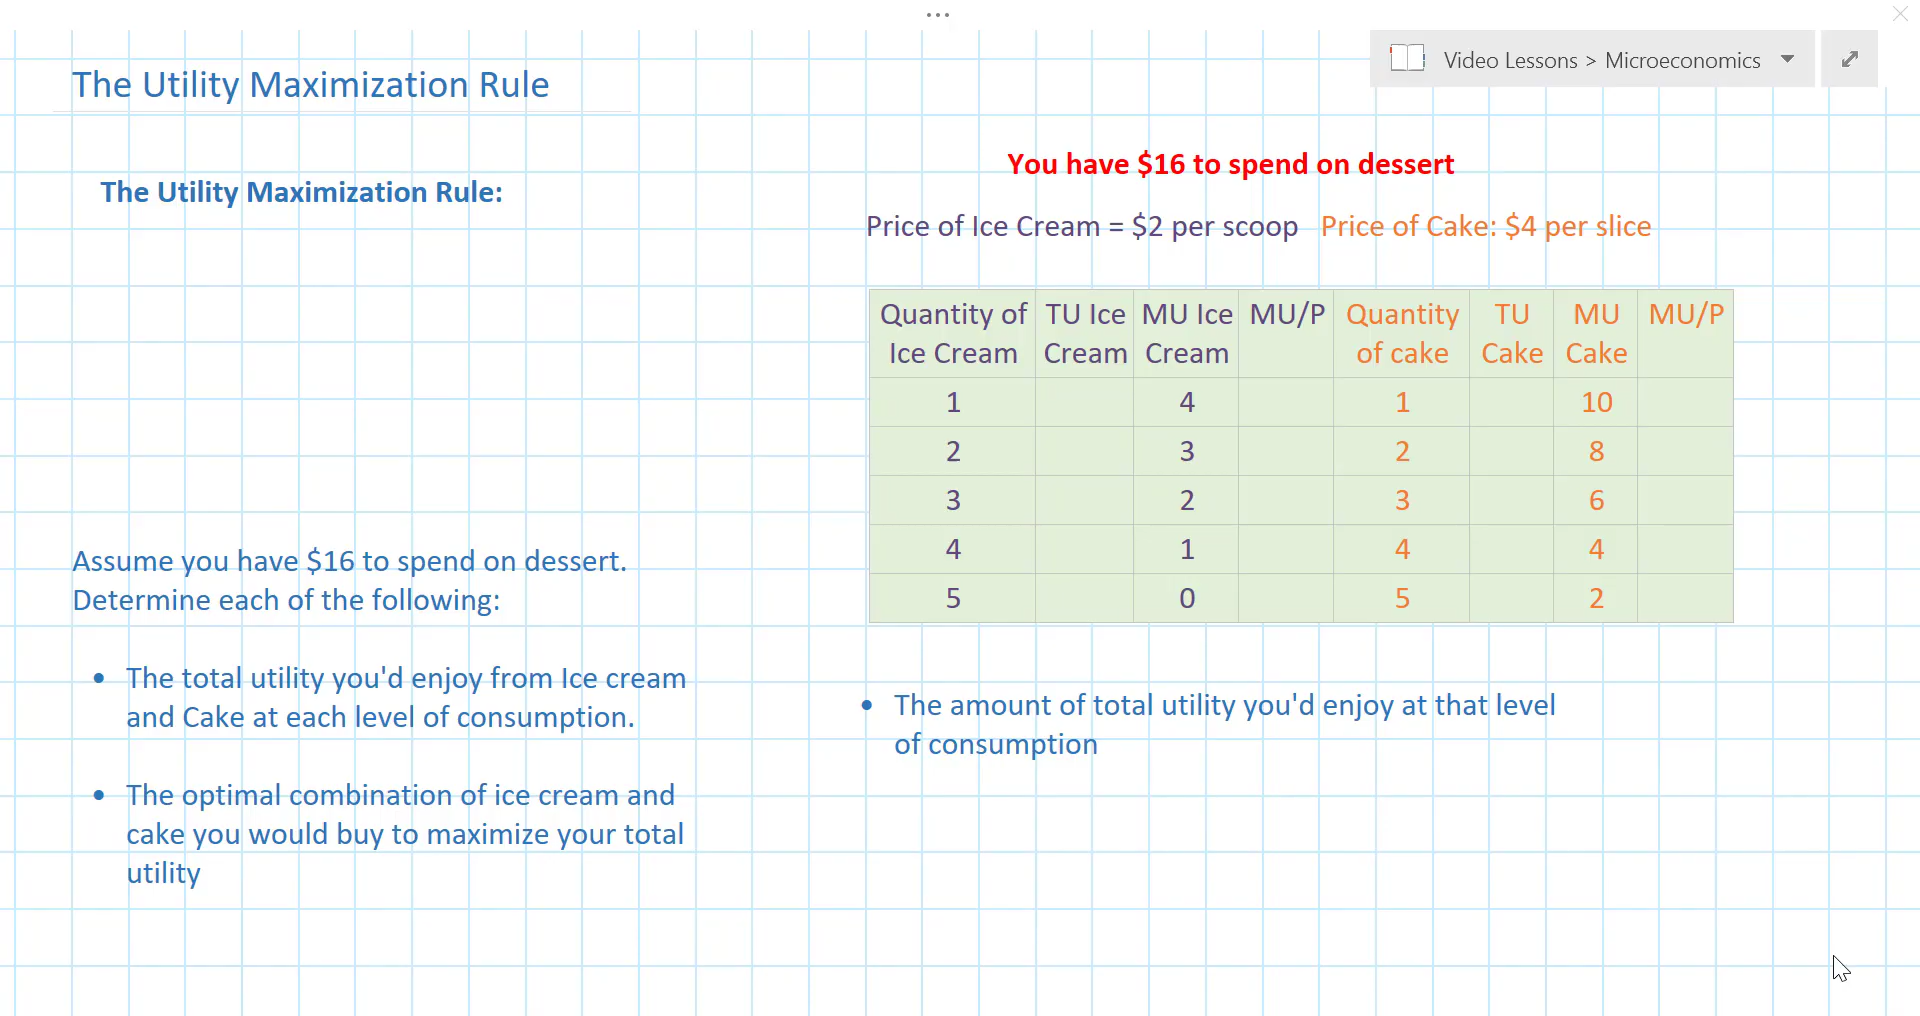 ...
Video Lessons > Microeconomics
The Utility Maximization Rule
The Utility Maximization Rule:
Assume you have $16 to spend on dessert.
Determine each of the following:
• The total utility you'd enjoy from Ice cream
and Cake at each level of consumption.
• The optimal combination of ice cream and
cake you would buy to maximize your total
utility
You have $16 to spend on dessert
Price of Ice Cream = $2 per scoop Price of Cake: $4 per slice
Quantity of TU Ice MU Ice MU/P Quantity TU MU MU/P
Ice Cream Cream Cream of cake Cake Cake
1 4 1 10
2 3 2 8
3 2 3 6
4 1 4 4
5 0 5 2
• The amount of total utility you'd enjoy at that level
of consumption